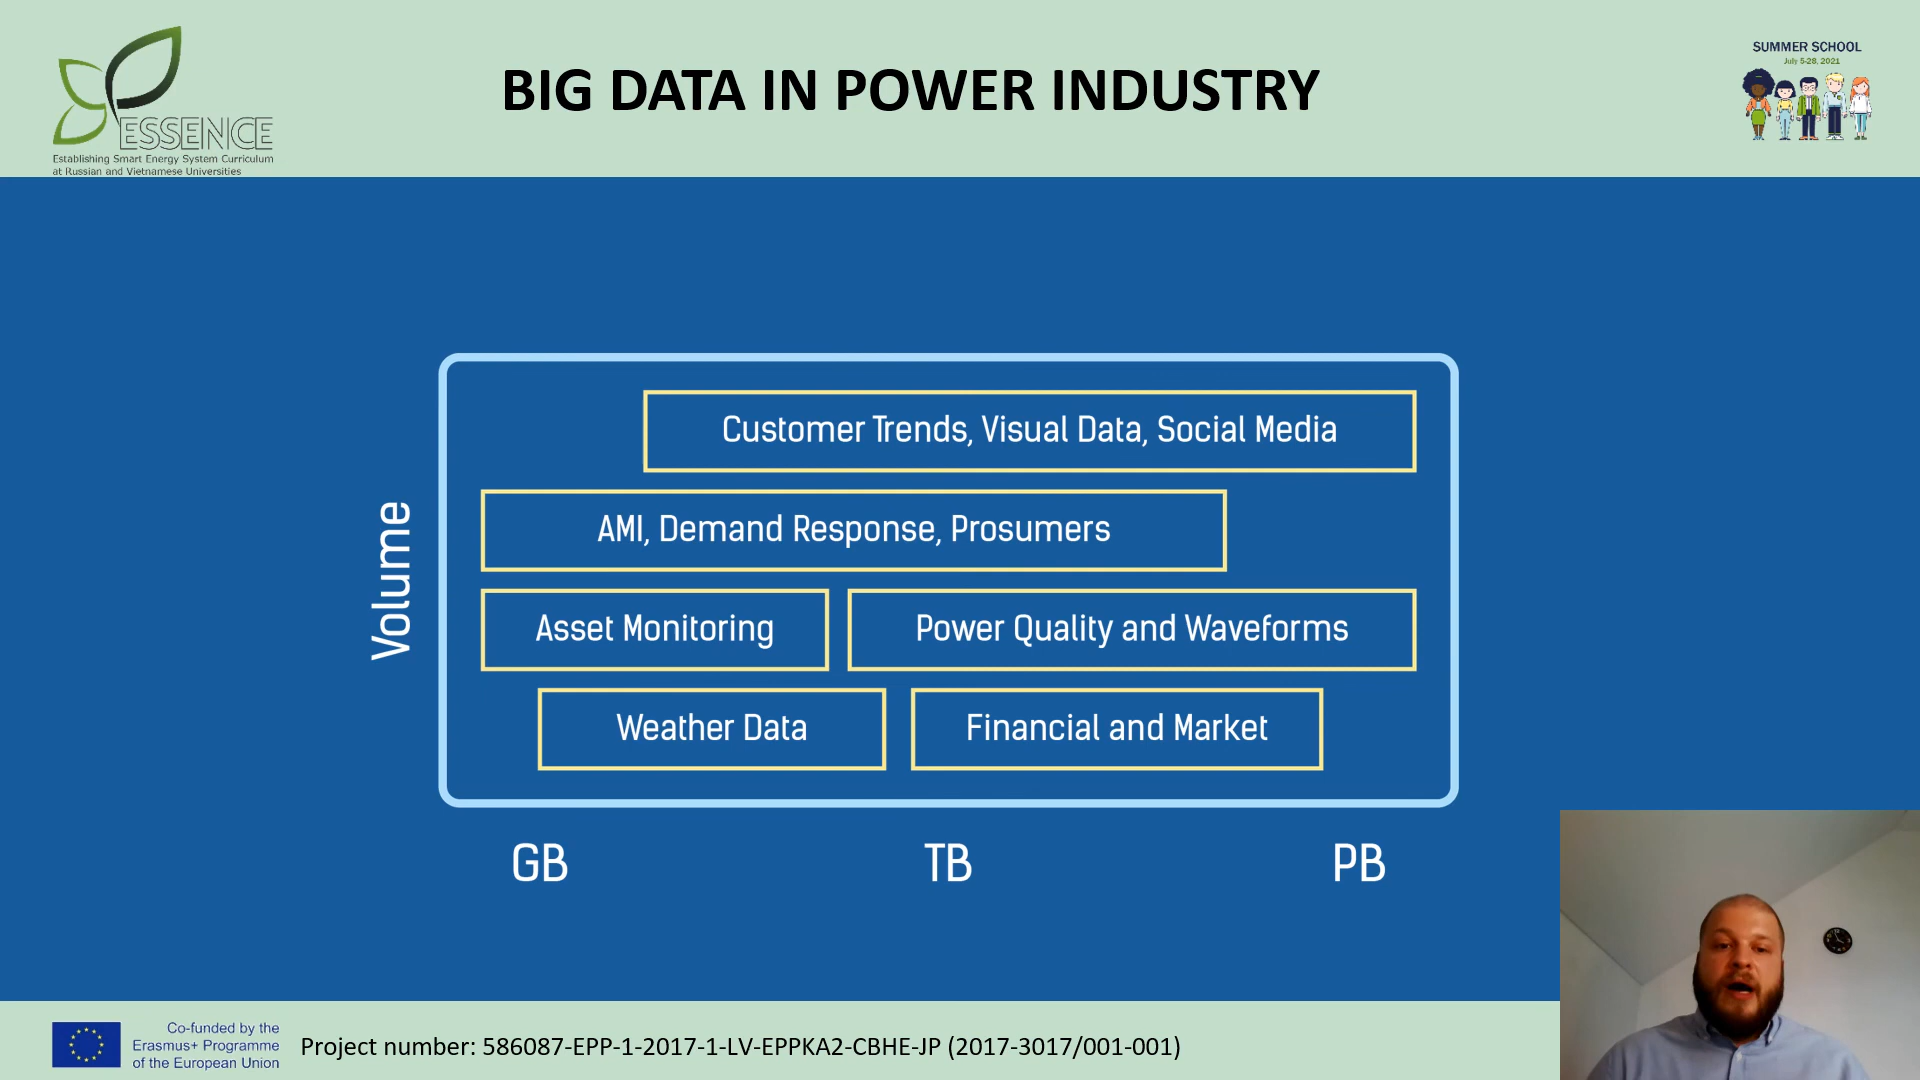 ESSENCE
Establishing Smart Energy System Curriculum
at Russian and Vietnamese Universities
BIG DATA IN POWER INDUSTRY
SUMMER SCHOOL
July 5-28, 2021
Volume
Customer Trends, Visual Data, Social Media
AMI, Demand Response, Prosumers
Asset Monitoring
Power Quality and Waveforms
Weather Data
Financial and Market
GB
TB
PB
Co-funded by the
Erasmus+ Programme
of the European Union
Project number: 586087-EPP-1-2017-1-LV-EPPKA2-CBHE-JP (2017-3017/001-001)